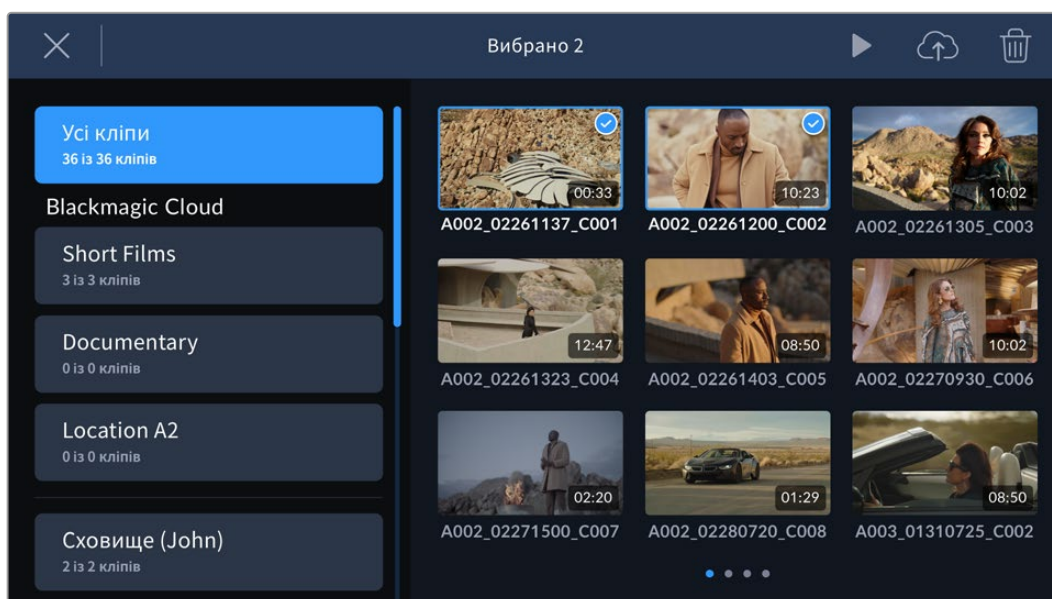 Вибрано 2
Усі кліпи
36 із 36 кліпів
Blackmagic Cloud
Short Films
3 із 3 кліпів
Documentary
0 із 0 кліпів
Location A2
0 із 0 кліпів
Сховище (John)
2 із 2 кліпів
00:33
10:23
10:02
A002_02261137_C001
A002_02261200_C002
A002_02261305_C003
12:47
08:50
10:02
A002_02261323_C004
A002_02261403_C005
A002_02270930_C006
02:20
01:29
08:50
A002_02271500_C007
A002_02280720_C008
A003_01310725_C002